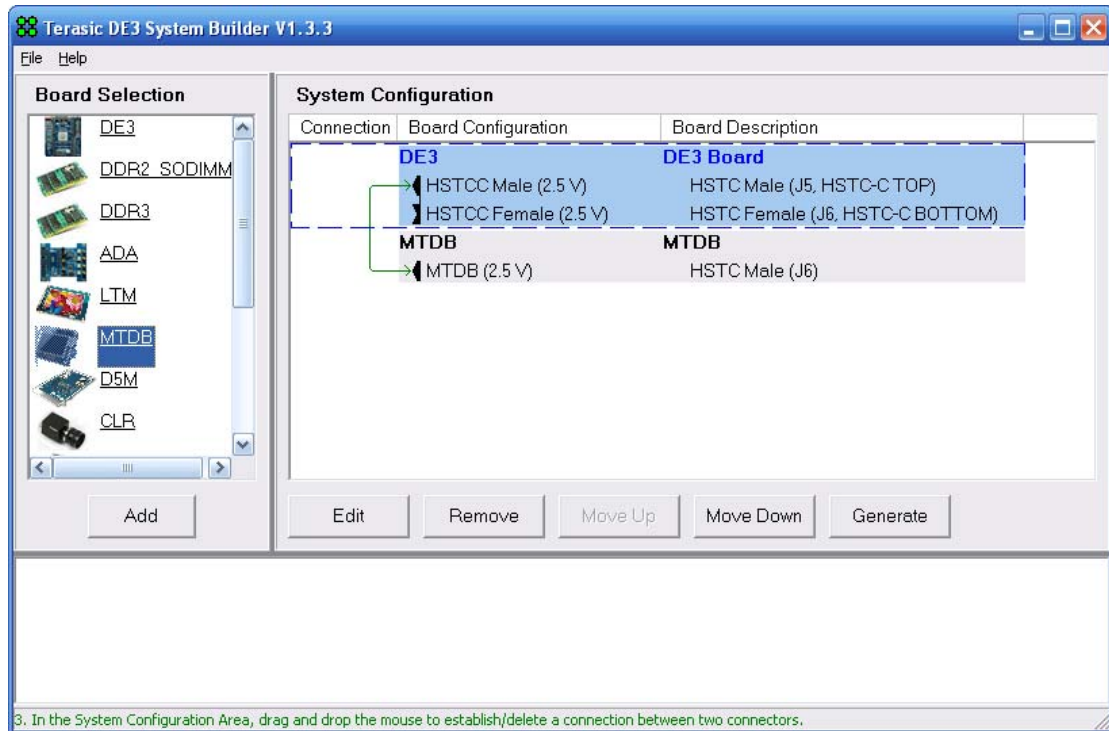 Terasic DE3 System Builder V1.3.3
File Help
Board Selection
DE3
DDR2_SODIMM
DDR3
ADA
LTM
MTDB
D5M
CLR
Add
System Configuration
Connection Board Configuration Board Description
DE3 DE3 Board
HSTCC Male (2.5 V) HSTC Male (J5, HSTC-C TOP)
HSTCC Female (2.5 V) HSTC Female (J6, HSTC-C BOTTOM)
MTDB MTDB
MTDB (2.5 V) HSTC Male (J6)
Edit Remove Move Up Move Down Generate
3. In the System Configuration Area, drag and drop the mouse to establish/delete a connection between two connectors.